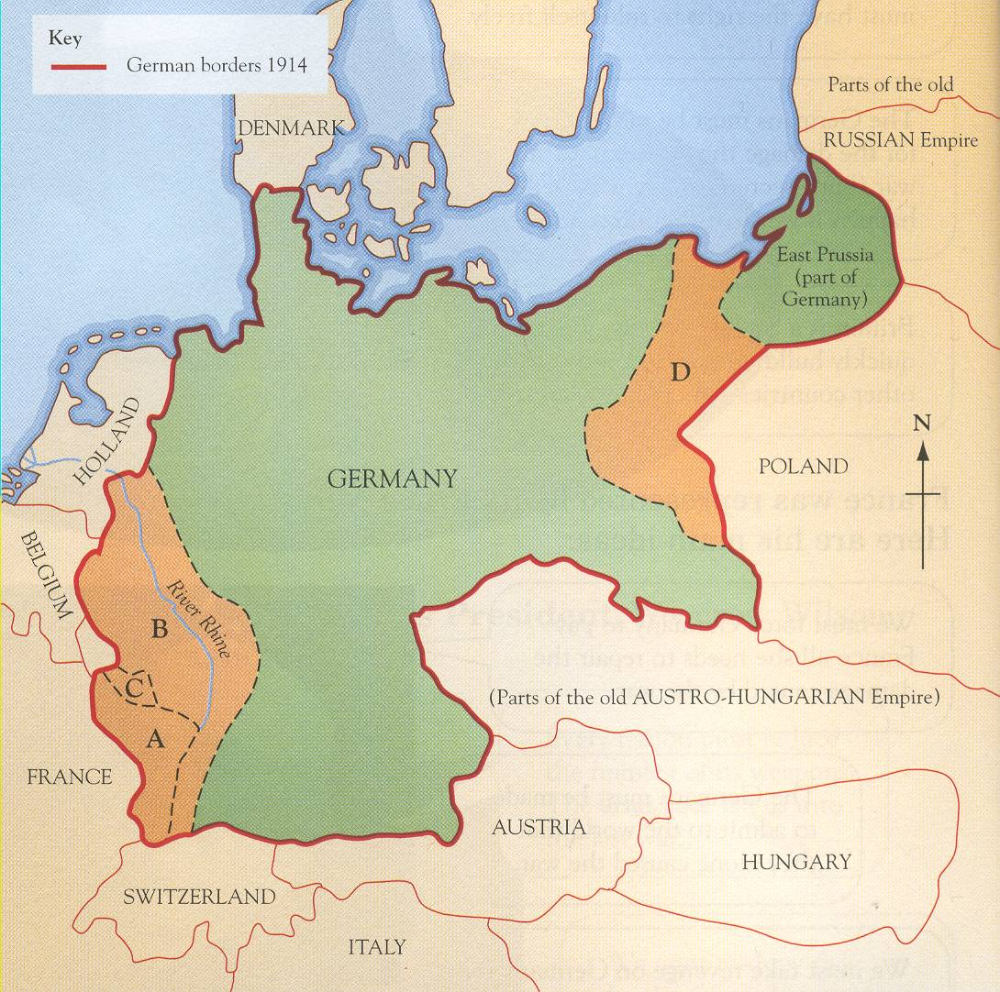 Key
German borders 1914
DENMARK
Parts of the old
RUSSIAN Empire
East Prussia
(part of
Germany)
D
N
HOLLAND
GERMANY
POLAND
BELGIUM
River Rhine
B
C
(Parts of the old AUSTRO-HUNGARIAN Empire)
A
FRANCE
AUSTRIA
HUNGARY
SWITZERLAND
ITALY